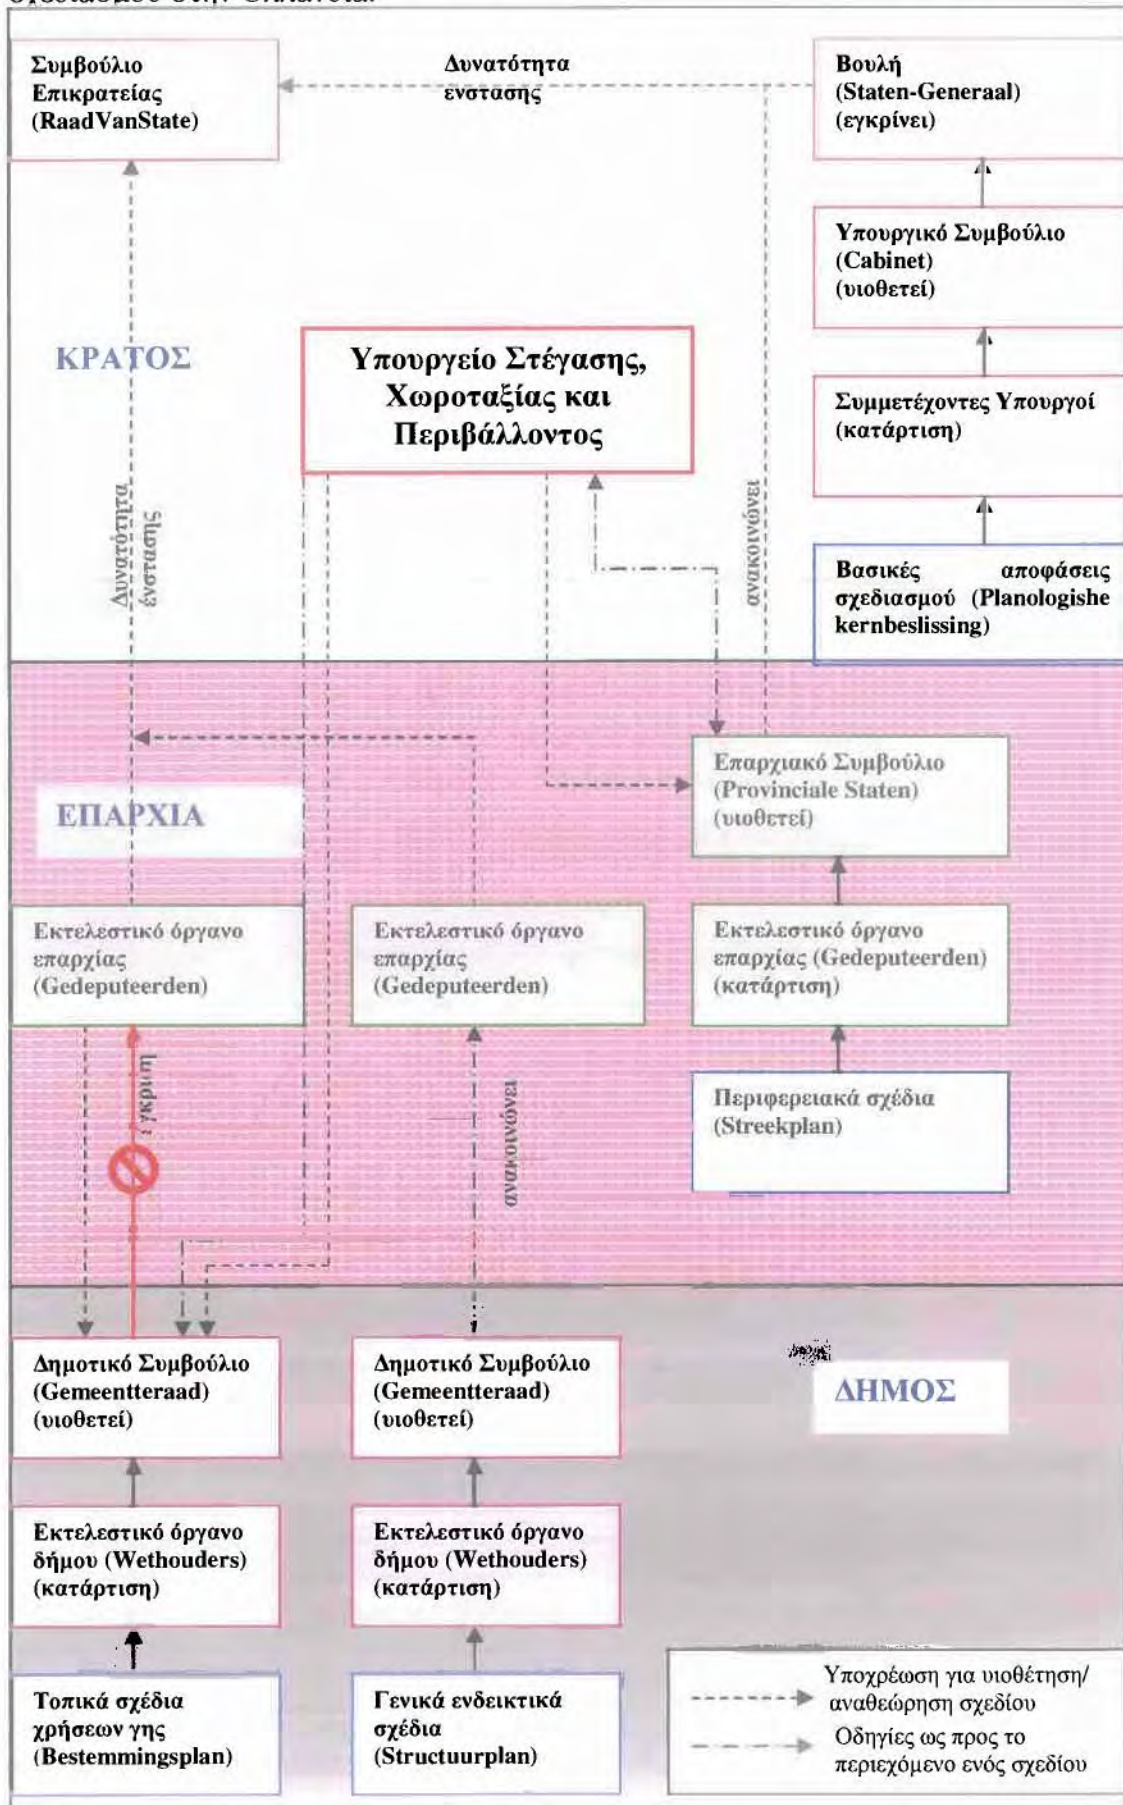 Συμβούλιο
Επικρατείας
(RaadVanState)
Δυνατότητα
ενστασης
Βουλή
(Staten-Generaal)
(εγκρίνει)
Υπουργικό Συμβούλιο
(Cabinet)
(υιοθετεί)
ΚΡΑΤΟΣ
Υπουργείο Στέγασης,
Χωροταξίας και
Περιβάλλοντος
Συμμετέχοντες Υπουργοί
(κατάρτιση)
Δυνατότητα
ένστασης
ανακοινώνει
Βασικές αποφάσεις
σχεδιασμού (Planologishe
kernbeslissing)
ΕΠΑΡΧΙΑ
Επαρχιακό Συμβούλιο
(Provinciale Staten)
(υιοθετεί)
Εκτελεστικό όργανο
επαρχίας
(Gedeputeerden)
Εκτελεστικό όργανο
επαρχίας
(Gedeputeerden)
Εκτελεστικό όργανο
επαρχίας (Gedeputeerden)
(κατάρτιση)
ανακοινώνει
Περιφερειακά σχέδια
(Streekplan)
Δημοτικό Συμβούλιο
(Gemeentteraad)
(υιοθετεί)
Δημοτικό Συμβούλιο
(Gemeentteraad)
(υιοθετεί)
ΔΗΜΟΣ
Εκτελεστικό όργανο
δήμου (Wethouders)
(κατάρτιση)
Εκτελεστικό όργανο
δήμου (Wethouders)
(κατάρτιση)
Τοπικά σχέδια
χρήσεων γης
(Bestemmingsplan)
Γενικά ενδεικτικά
σχέδια
(Structuurplan)
Υποχρέωση για υιοθέτηση/
αναθεώρηση σχεδίου
Οδηγίες ως προς το
περιεχόμενο ενός σχεδίου